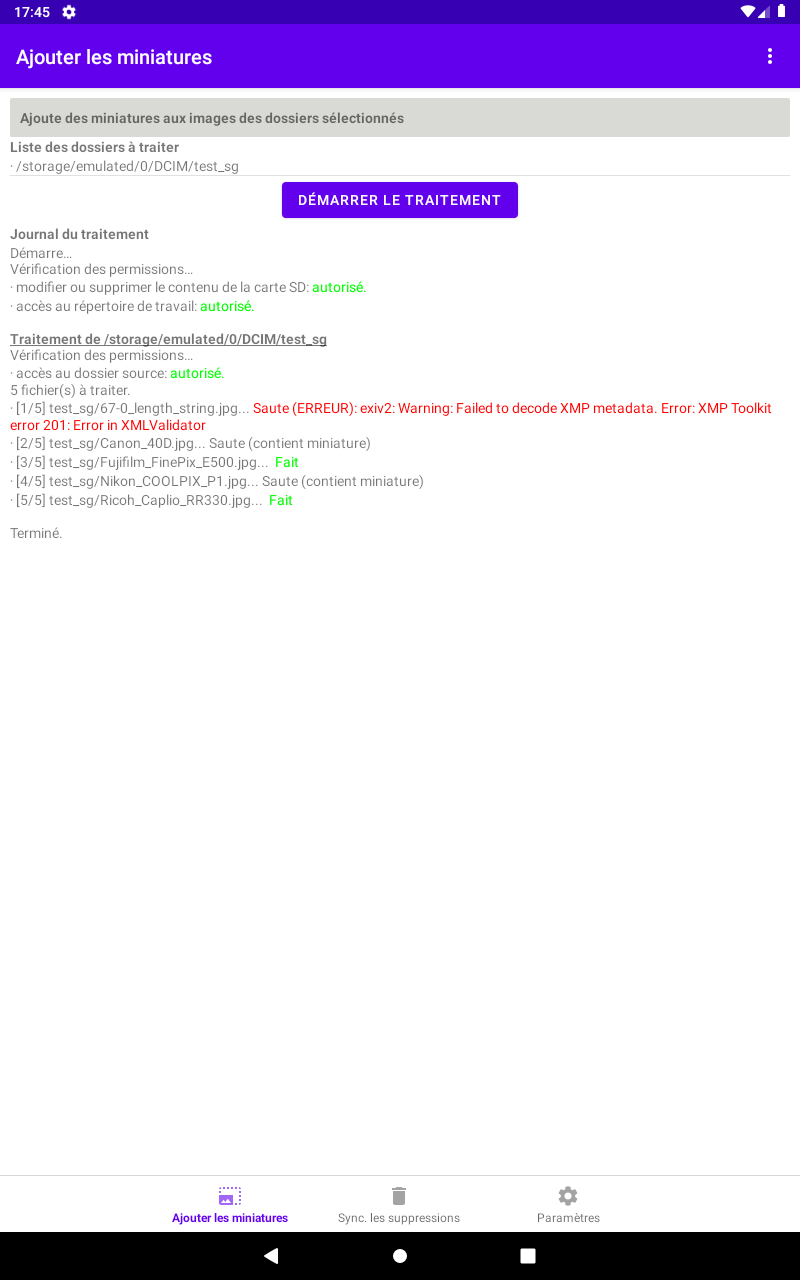 17:45
Ajouter les miniatures
Ajoute des miniatures aux images des dossiers sélectionnés
Liste des dossiers à traiter
· /storage/emulated/0/DCIM/test_sg
DÉMARRER LE TRAITEMENT
Journal du traitement
Démarre...
Vérification des permissions...
· modifier ou supprimer le contenu de la carte SD: autorisé.
· accès au répertoire de travail: autorisé.
Traitement de /storage/emulated/0/DCIM/test_sg
Vérification des permissions...
· accès au dossier source: autorisé.
5 fichier(s) à traiter.
· [1/5] test_sg/67-0_length_string.jpg... Saute (ERREUR): exiv2: Warning: Failed to decode XMP metadata. Error: XMP Toolkit
error 201: Error in XMLValidator
· [2/5] test_sg/Canon_40D.jpg... Saute (contient miniature)
· [3/5] test_sg/Fujifilm_FinePix_E500.jpg... Fait
· [4/5] test_sg/Nikon_COOLPIX_P1.jpg... Saute (contient miniature)
· [5/5] test_sg/Ricoh_Caplio_RR330.jpg... Fait
Terminé.
Ajouter les miniatures
Sync. les suppressions
Paramètres